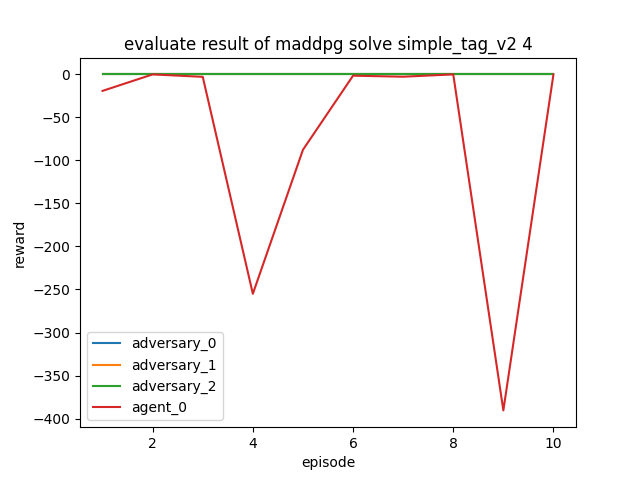 evaluate result of maddpg solve simple_tag_v2 4
0
−50
−100
−150
−200
−250
−300
−350
−400
reward
adversary_0
adversary_1
adversary_2
agent_0
2 4 6 8 10
episode